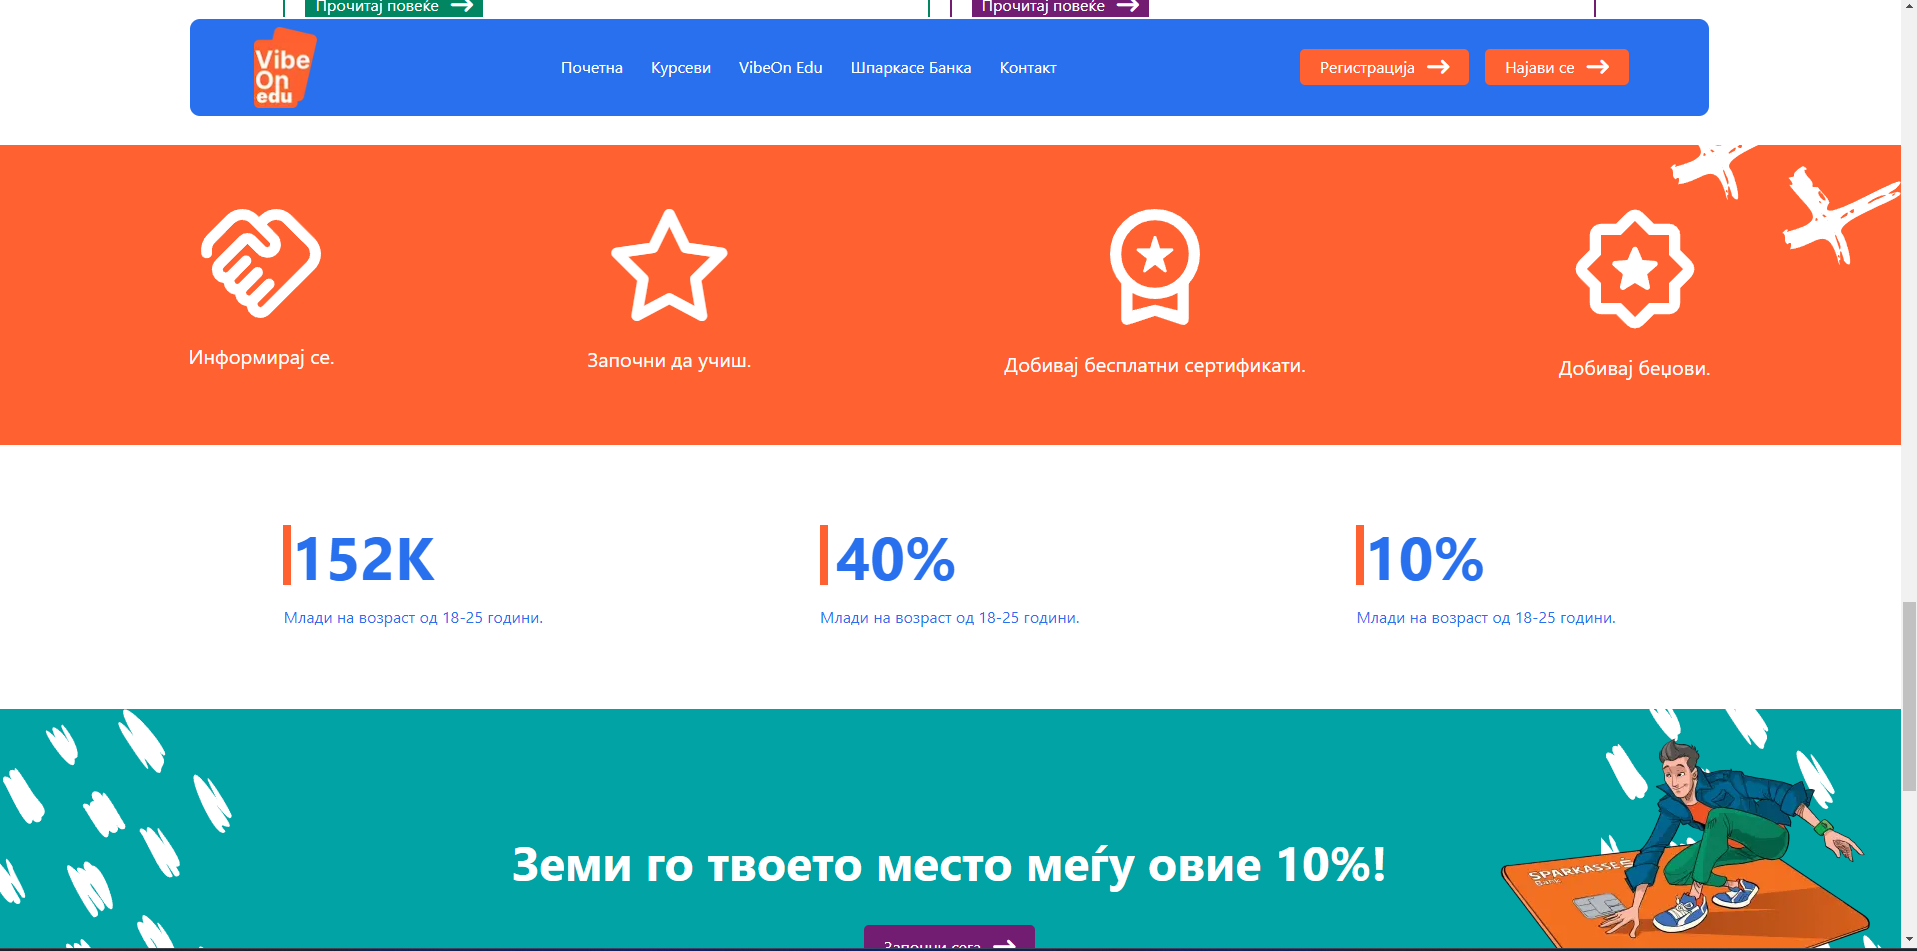 Прочитај повеќе
Прочитај повеќе
Vibe
On
edu
Почетна
Курсеви
VibeOn Edu
Шпаркасе Банка
Контакт
Регистрација
Најави се
Информирај се.
Започни да учиш.
Добивај бесплатни сертификати.
Добивај беџови.
152K
40%
10%
Млади на возраст од 18-25 години.
Млади на возраст од 18-25 години.
Млади на возраст од 18-25 години.
Земи го твоето место меѓу овие 10%!
SPARKASSE
Bank
Започни сега